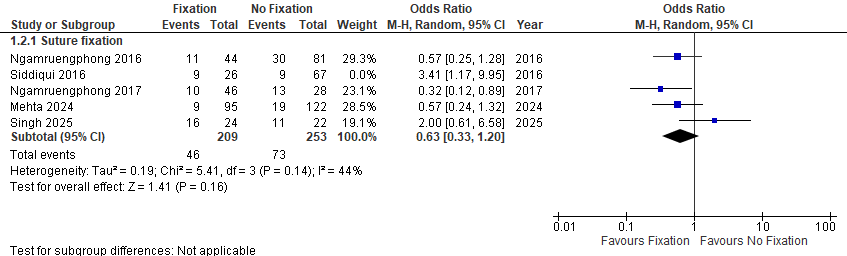 Fixation No Fixation Odds Ratio Odds Ratio
Study or Subgroup Events Total Events Total Weight M-H, Random, 95% CI Year M-H, Random, 95% CI
1.2.1 Suture fixation
Ngamruengphong 2016 11 44 30 81 29.3% 0.57 [0.25, 1.28] 2016
Siddiqui 2016 9 26 9 67 0.0% 3.41 [1.17, 9.95] 2016
Ngamruengphong 2017 10 46 13 28 23.1% 0.32 [0.12, 0.89] 2017
Mehta 2024 9 95 19 122 28.5% 0.57 [0.24, 1.32] 2024
Singh 2025 16 24 11 22 19.1% 2.00 [0.61, 6.58] 2025
Subtotal (95% CI) 209 253 100.0% 0.63 [0.33, 1.20]
Total events 46 73
Heterogeneity: Tau² = 0.19; Chi² = 5.41, df = 3 (P = 0.14); I² = 44%
Test for overall effect: Z = 1.41 (P = 0.16)
0.01 0.1 1 10 100
Favours Fixation Favours No Fixation
Test for subgroup differences: Not applicable